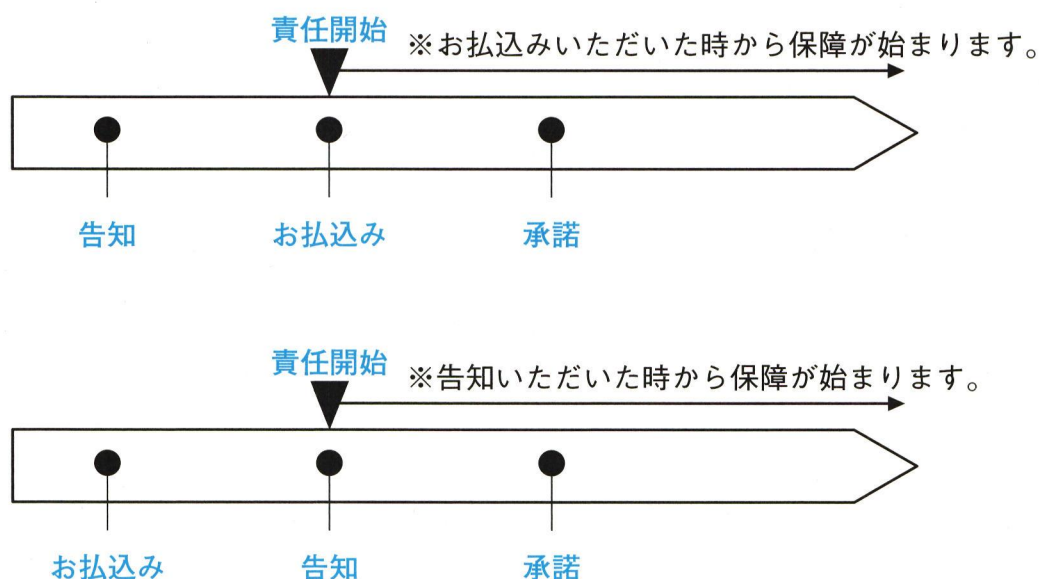 責任開始
※お払込みいただいた時から保障が始まります。
告知 お払込み 承諾
責任開始
※告知いただいた時から保障が始まります。
お払込み 告知 承諾